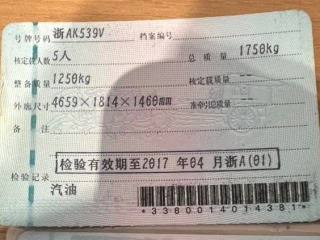 号牌号码 浙AK539V 档案编号
核定载人数 5人 总质量 1750kg
整备质量 1250kg 核定载质量 --
外廓尺寸 4659×1814×1460mm 准牵引总质量 --
备注
检验有效期至2017 年04 月浙A(01)
检验记录
汽油
*3360014014381*